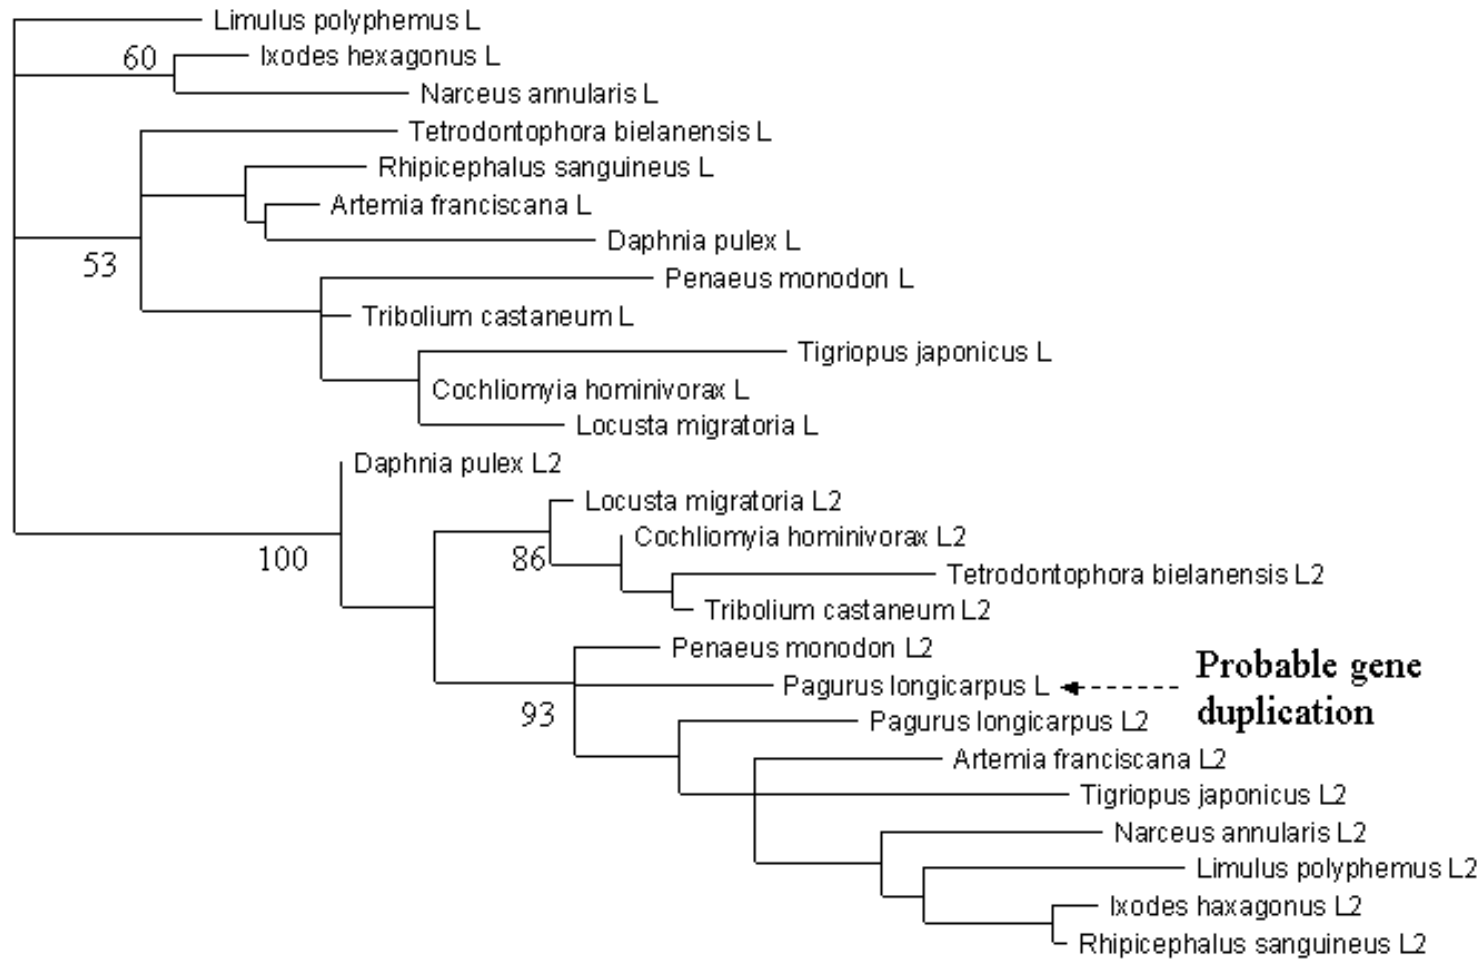 Limulus polyphemus L
60
Ixodes hexagonus L
Narceus annularis L
Tetrodontophora bielanensis L
Rhipicephalus sanguineus L
Artemia franciscana L
Daphnia pulex L
53
Penaeus monodon L
Tribolium castaneum L
Tigriopus japonicus L
Cochliomyia hominivorax L
Locusta migratoria L
Daphnia pulex L2
Locusta migratoria L2
Cochliomyia hominivorax L2
100
86
Tetrodontophora bielanensis L2
Tribolium castaneum L2
Penaeus monodon L2
Probable gene
duplication
Pagurus longicarpus L
93
Pagurus longicarpus L2
Artemia franciscana L2
Tigriopus japonicus L2
Narceus annularis L2
Limulus polyphemus L2
Ixodes haxagonus L2
Rhipicephalus sanguineus L2